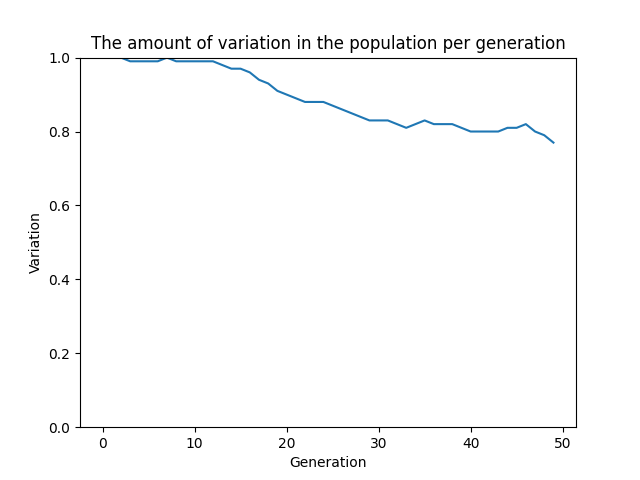 The amount of variation in the population per generation
1.0
0.8
0.6
0.4
0.2
0.0
Variation
0 10 20 30 40 50
Generation